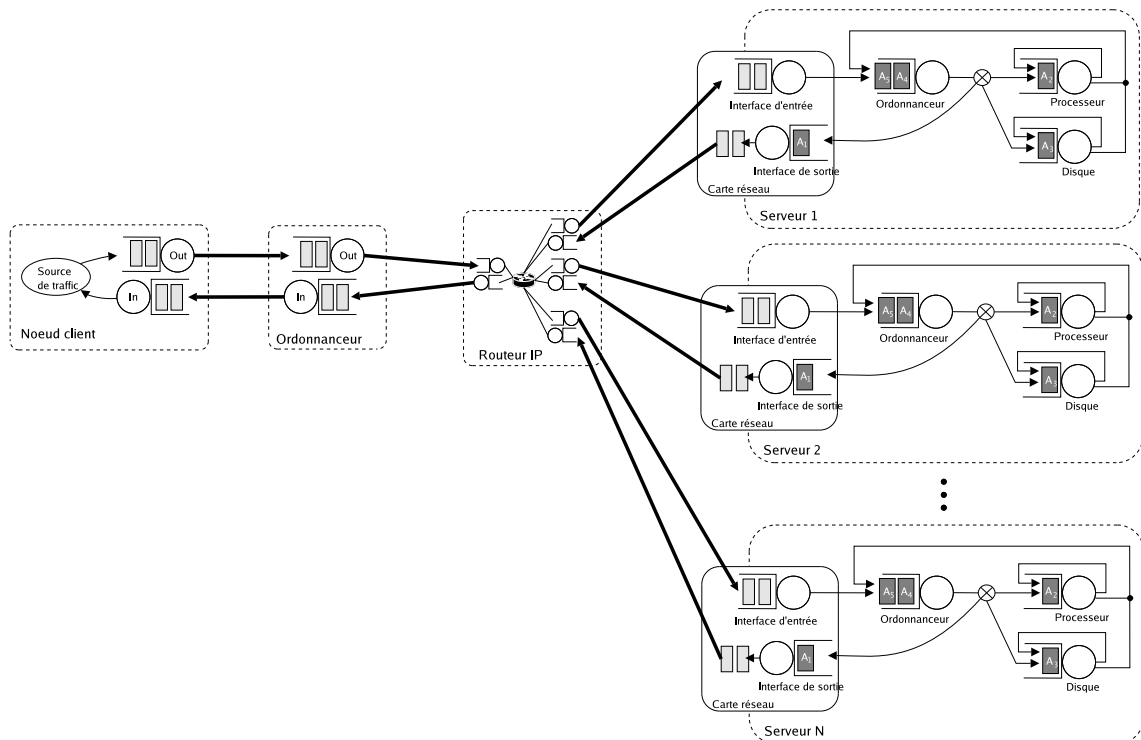 Source
de traffic
Out
In
Noeud client
Out
In
Ordonnanceur
Routeur IP
Interface d'entrée
A1
Interface de sortie
Carte réseau
A5 A4
Ordonnanceur
A2
Processeur
A3
Disque
Serveur 1
Interface d'entrée
A1
Interface de sortie
Carte réseau
A5 A4
Ordonnanceur
A2
Processeur
A3
Disque
Serveur 2
Interface d'entrée
A1
Interface de sortie
Carte réseau
A5 A4
Ordonnanceur
A2
Processeur
A3
Disque
Serveur N